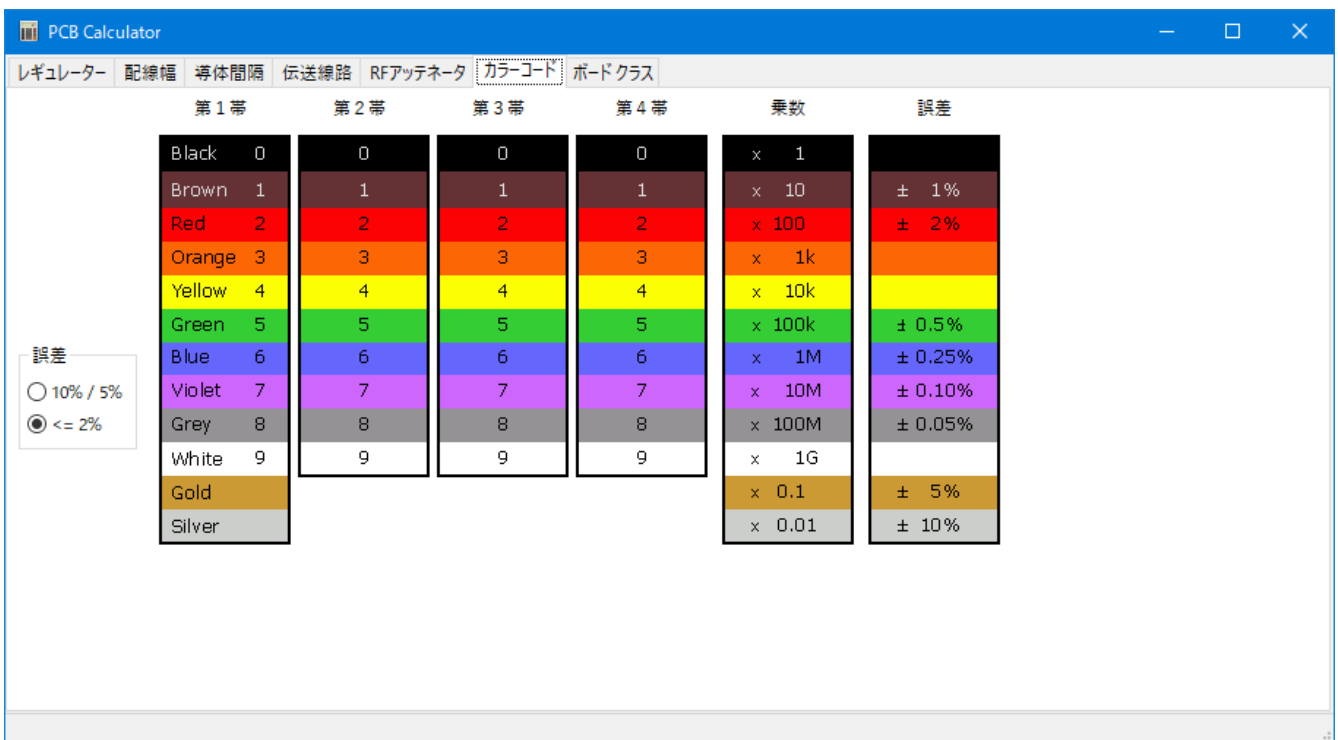 PCB Calculator
レギュレーター 配線幅 導体間隔 伝送線路 RFアッテネータ カラーコード ボードクラス
第1帯 第2帯 第3帯 第4帯 乗数 誤差
Black 0 0 0 0 x 1
Brown 1 1 1 1 x 10 ± 1%
Red 2 2 2 2 x 100 ± 2%
Orange 3 3 3 3 x 1k
Yellow 4 4 4 4 x 10k
Green 5 5 5 5 x 100k ± 0.5%
誤差
Blue 6 6 6 6 x 1M ± 0.25%
10% / 5%
Violet 7 7 7 7 x 10M ± 0.10%
<= 2%
Grey 8 8 8 8 x 100M ± 0.05%
White 9 9 9 9 x 1G
Gold x 0.1 ± 5%
Silver x 0.01 ± 10%